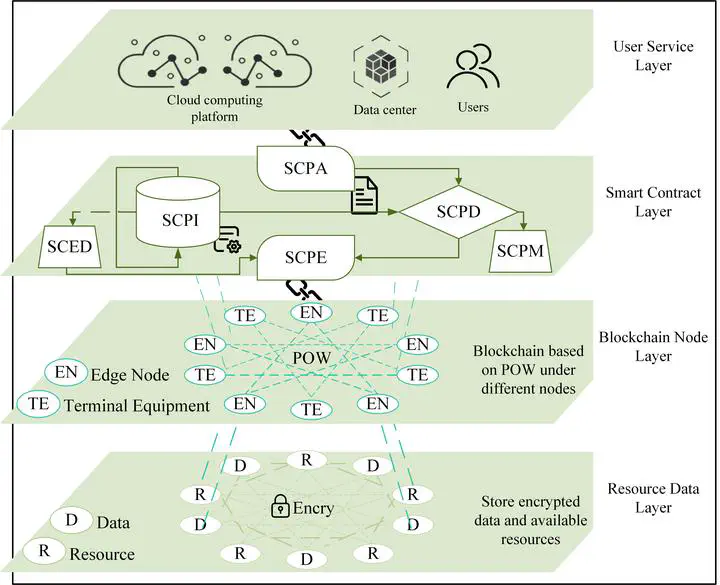 User Service
Layer
Cloud computing
platform
Data center
Users
SCPA
Smart Contract
Layer
SCPI
SCPD
SCED
SCPE
SCPM
TE
EN
TE
EN
EN
POW
TE
TE
EN
TE
EN
EN
Edge Node
TE
Terminal Equipment
Blockchain based
on POW under
different nodes
Blockchain Node
Layer
D
R
D
R
R
Encry
D
D
R
D
R
D
Data
R
Resource
Store encrypted
data and available
resources
Resource Data
Layer